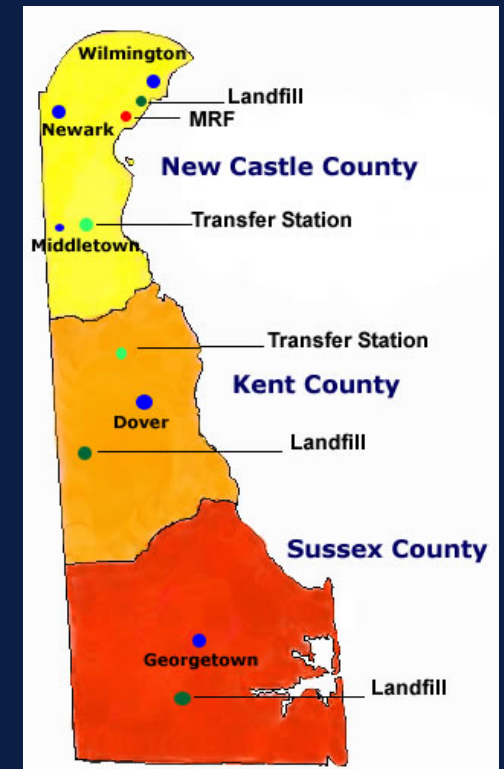 Wilmington
Landfill
MRF
Newark
New Castle County
Transfer Station
Middletown
Transfer Station
Kent County
Dover
Landfill
Sussex County
Georgetown
Landfill